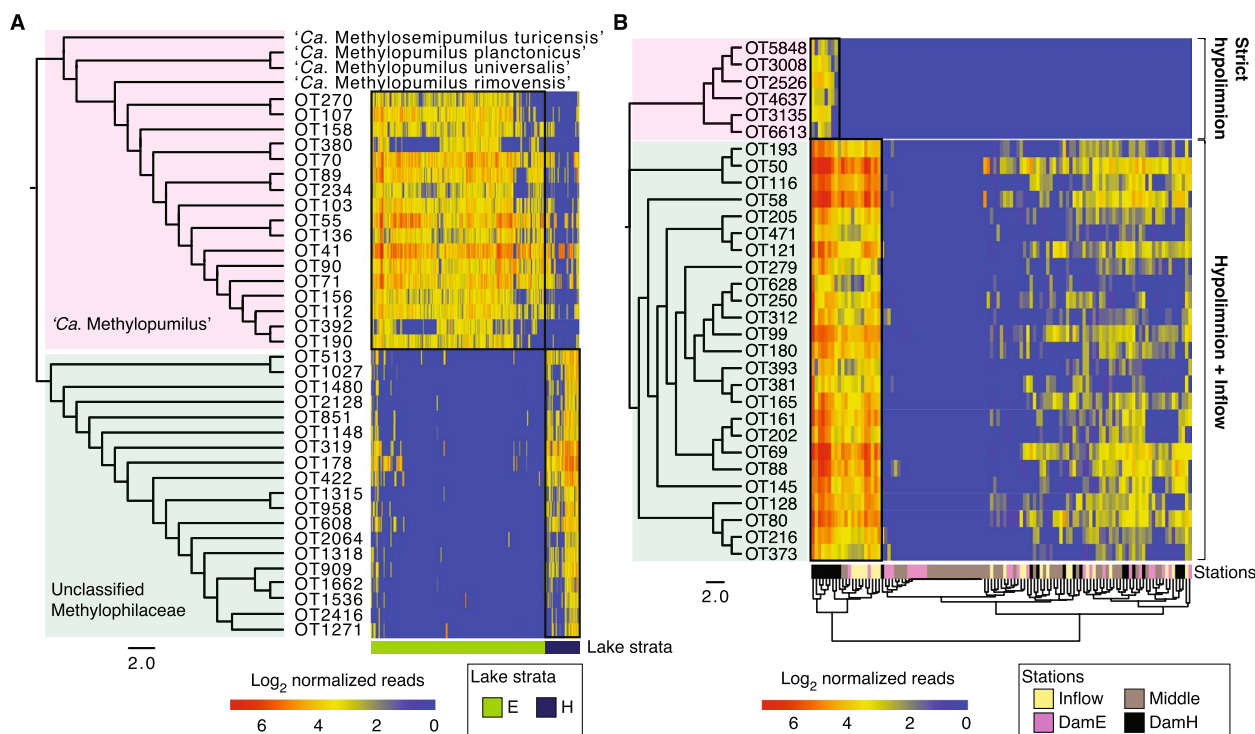 A
'Ca. Methylosemipumilus turicensis'
'Ca. Methylopumilus planctonicus'
'Ca. Methylopumilus universalis'
'Ca. Methylopumilus rimovensis'
OT270
OT107
OT158
OT380
OT70
OT89
OT234
OT103
OT55
OT136
OT41
OT90
OT71
OT156
OT112
OT392
OT190
'Ca. Methylopumilus'
OT513
OT1027
OT1480
OT2128
OT851
OT1148
OT319
OT178
OT422
OT1315
OT958
OT608
OT2064
OT1318
OT909
OT1662
OT1536
OT2416
OT1271
Unclassified
Methylophilaceae
2.0
Lake strata
Log2 normalized reads
6 4 2 0
Lake strata
E H
B
OT5848
OT3008
OT2526
OT4637
OT3135
OT6613
OT193
OT50
OT116
OT58
OT205
OT471
OT121
OT279
OT628
OT250
OT312
OT99
OT180
OT393
OT381
OT165
OT161
OT202
OT69
OT88
OT145
OT128
OT80
OT216
OT373
Strict
hypolimnion
Hypolimnion + Inflow
Stations
2.0
Log2 normalized reads
6 4 2 0
Stations
Inflow Middle
DamE DamH